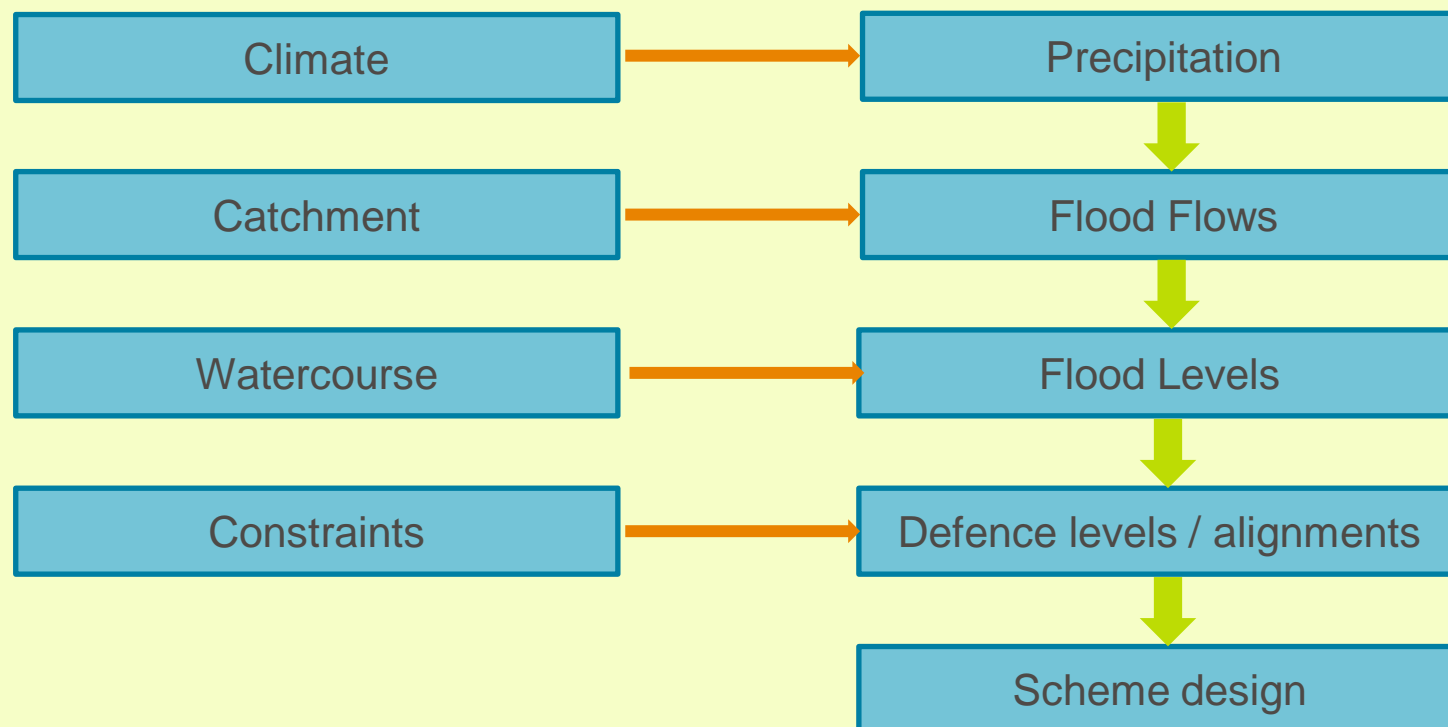 Climate
Precipitation
Catchment
Flood Flows
Watercourse
Flood Levels
Constraints
Defence levels / alignments
Scheme design